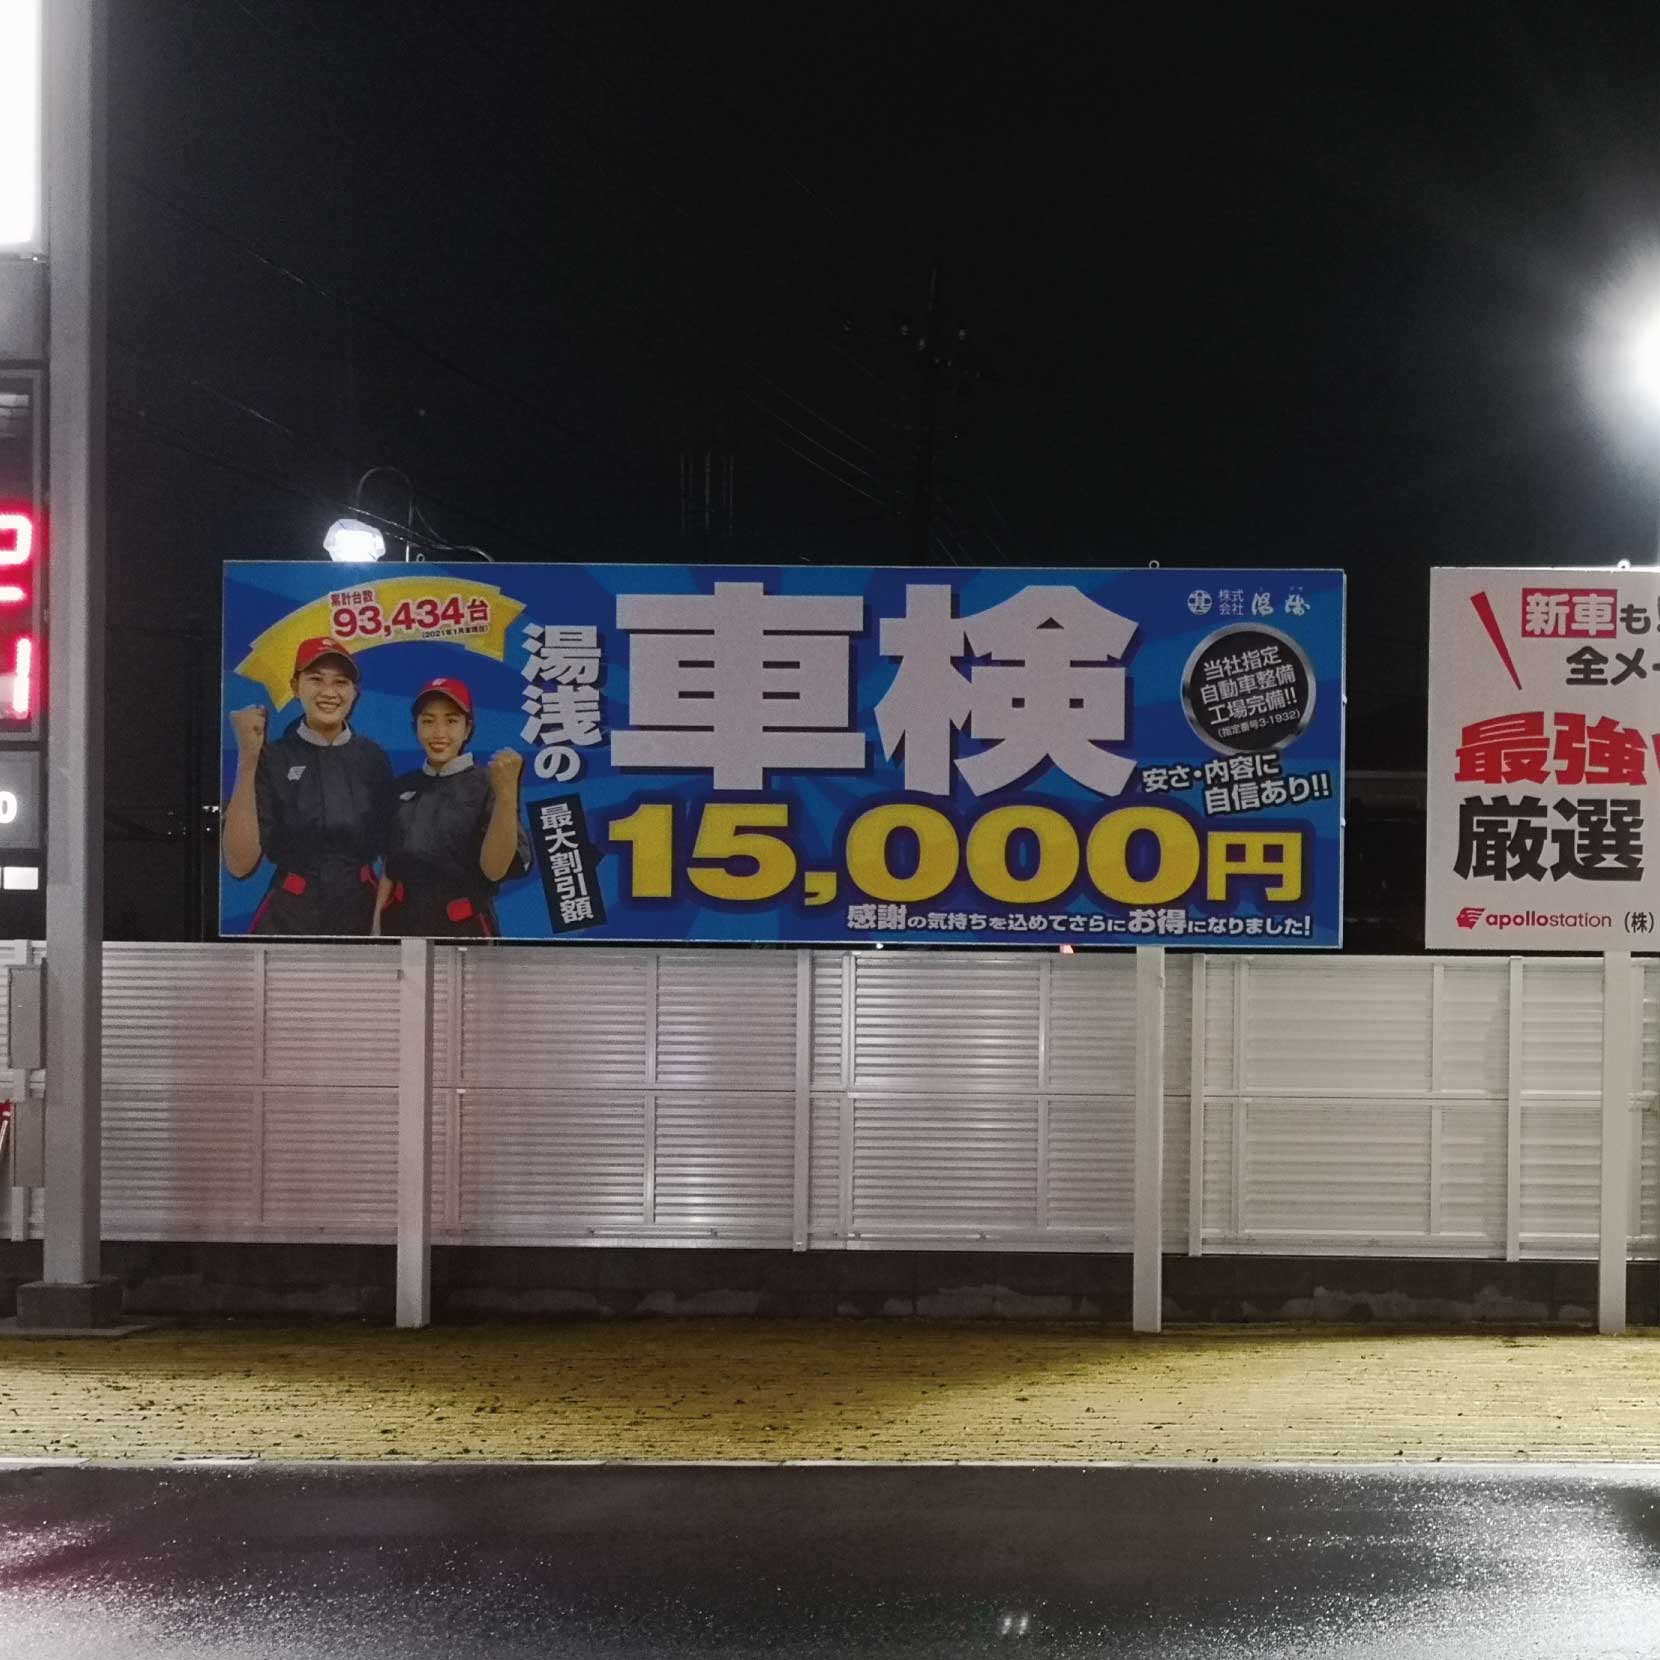 累計台数
93,434台
(2021年1月末現在)
湯浅の
車検
最大割引額
15,000円
感謝の気持ちを込めてさらにお得になりました!
株式会社 湯浅
当社指定
自動車整備
工場完備!!
(指定番号3-1932)
安さ・内容に
自信あり!!
新車も
全メー
最強
厳選
apollostation (株)
0